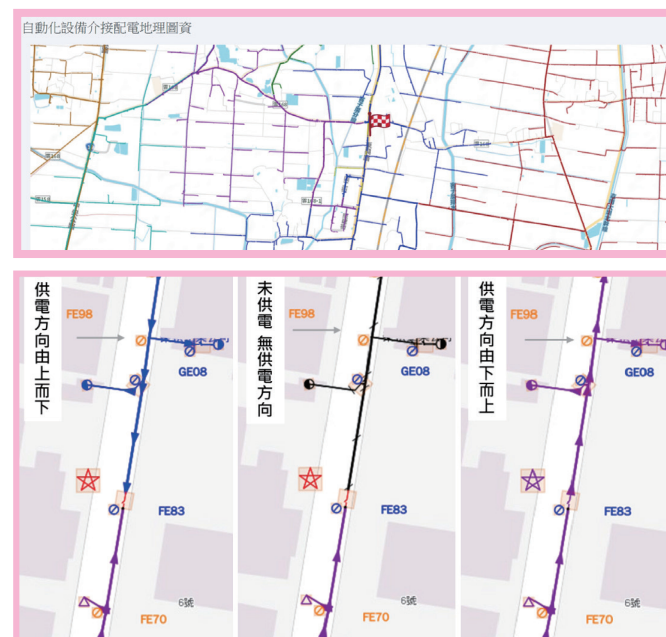 自動化設備介接配電地理圖資
供電方向由上而下
FE98
GE08
FE83
6號
FE70
未供電 無供電方向
FE98
GE08
FE83
6號
FE70
供電方向由下而上
FE98
GE08
FE83
6號
FE70